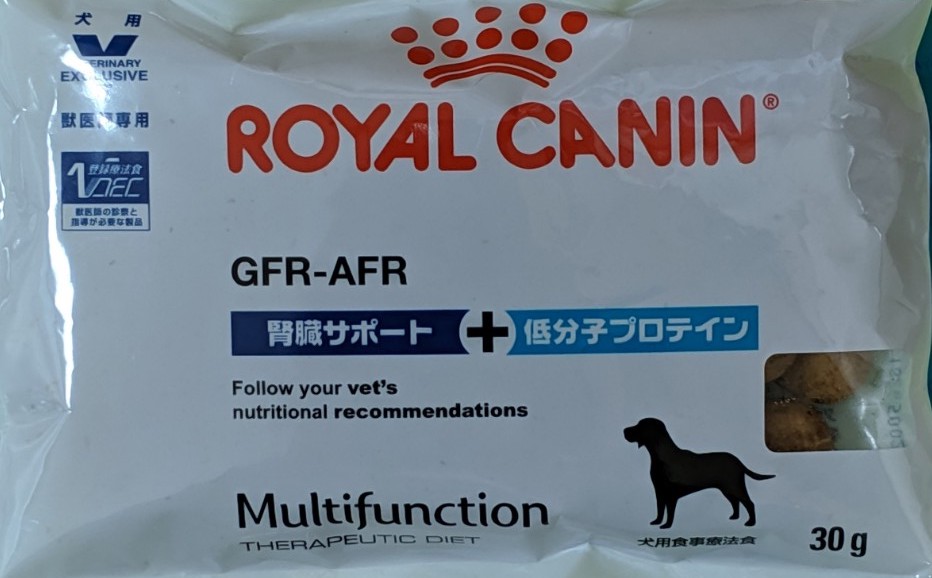 犬用
VETERINARY
EXCLUSIVE
獣医師専用
登録療法食
VDEC
獣医師の診察と
指導が必要な製品
ROYAL CANIN®
GFR-AFR
腎臓サポート + 低分子プロテイン
Follow your vet's
nutritional recommendations
Multifunction
THERAPEUTIC DIET
犬用食事療法食
30g